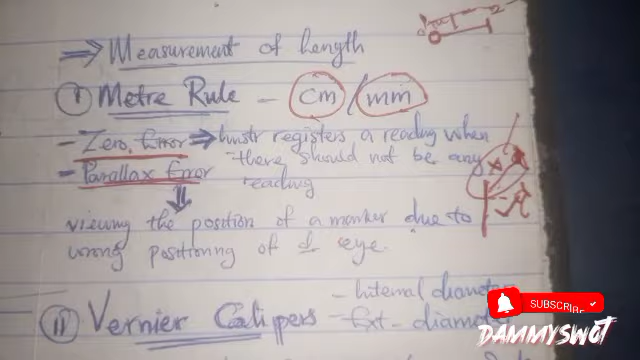 ⇒ Measurement of Length
(i) Metre Rule - cm / mm
- Zero Error ⇒ Instr registers a reading when there should not be any reading
- Parallax Error
viewing the position of a marker due to
wrong positioning of d eye.
(ii) Vernier Calipers - Internal diameter
- Ext - diameter
SUBSCRIBE
DAMMYSWOT